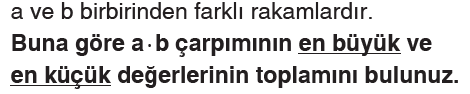 a ve b birbirinden farklı rakamlardır.
Buna göre a·b çarpımının en büyük ve
en küçük değerlerinin toplamını bulunuz.